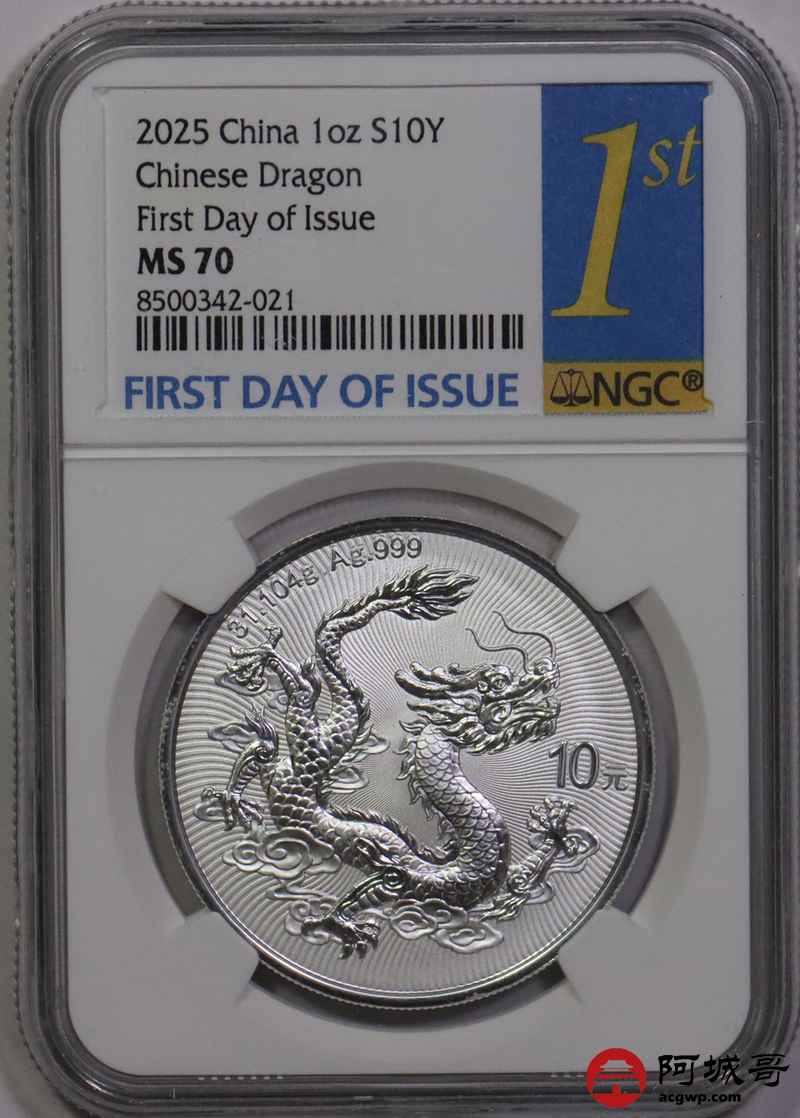 2025 China 1oz S10Y
Chinese Dragon
First Day of Issue
MS 70
8500342-021
FIRST DAY OF ISSUE
1st
NGC®
31.104g Ag.999
10元
阿城哥
acgwp.com